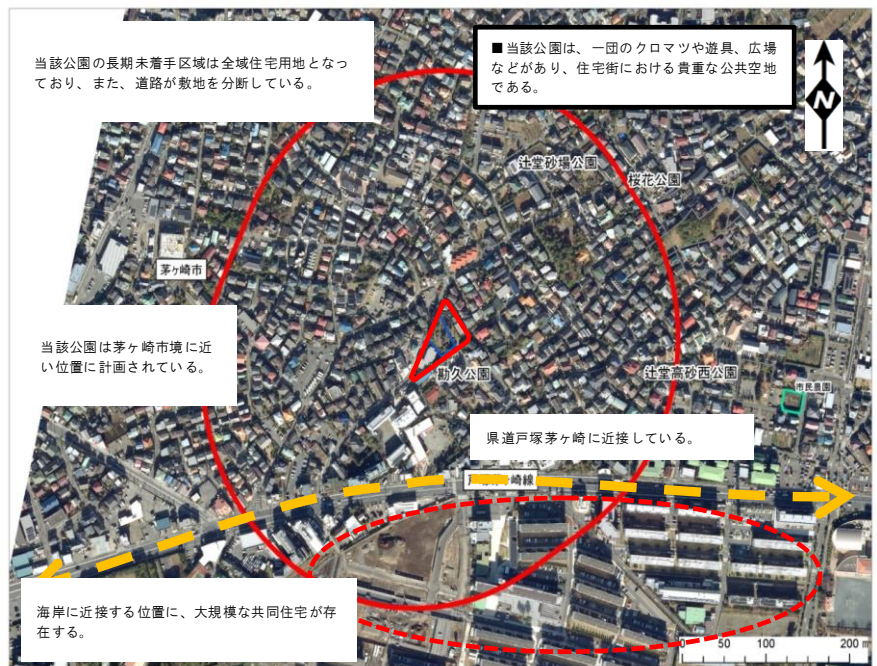 当該公園の長期未着手区域は全域住宅用地となっ
ており、また、道路が敷地を分断している。
■当該公園は、一団のクロマツや遊具、広場
などがあり、住宅街における貴重な公共空地
である。
N
辻堂砂場公園
桜花公園
茅ヶ崎市
当該公園は茅ヶ崎市境に近
い位置に計画されている。
勘久公園
辻堂高砂西公園
市民農園
県道戸塚茅ヶ崎に近接している。
崎線
海岸に近接する位置に、大規模な共同住宅が存
在する。
0 50 100 200 m